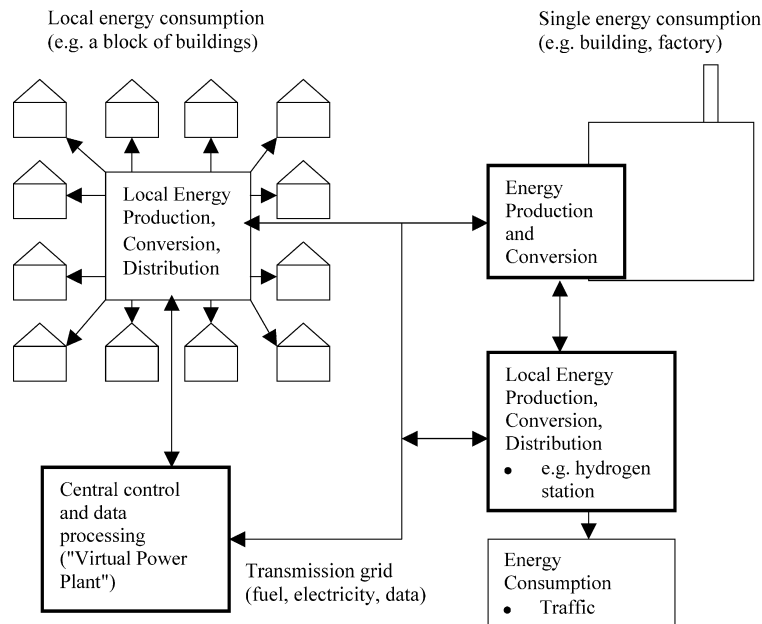 Local energy consumption
(e.g. a block of buildings)
Single energy consumption
(e.g. building, factory)
Local Energy
Production,
Conversion,
Distribution
Energy
Production
and
Conversion
Local Energy
Production,
Conversion,
Distribution
• e.g. hydrogen
station
Central control
and data
processing
("Virtual Power
Plant")
Transmission grid
(fuel, electricity, data)
Energy
Consumption
• Traffic